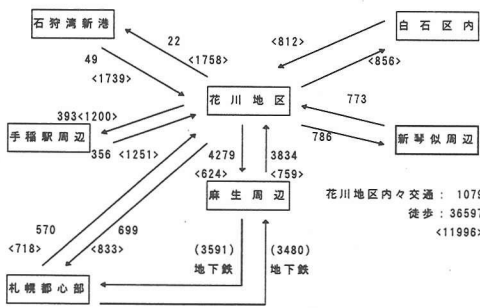 石狩湾新港
白石区内
22
<812>
49
<1758>
<856>
<1739>
花川地区
773
393<1200>
手稲駅周辺
新琴似周辺
786
356 <1251>
4279
3834
<624>
<759>
花川地区内々交通: 1079
麻生周辺
徒歩: 36597
570
699
<11996>
<718>
<833>
(3591)
(3480)
地下鉄
地下鉄
札幌都心部